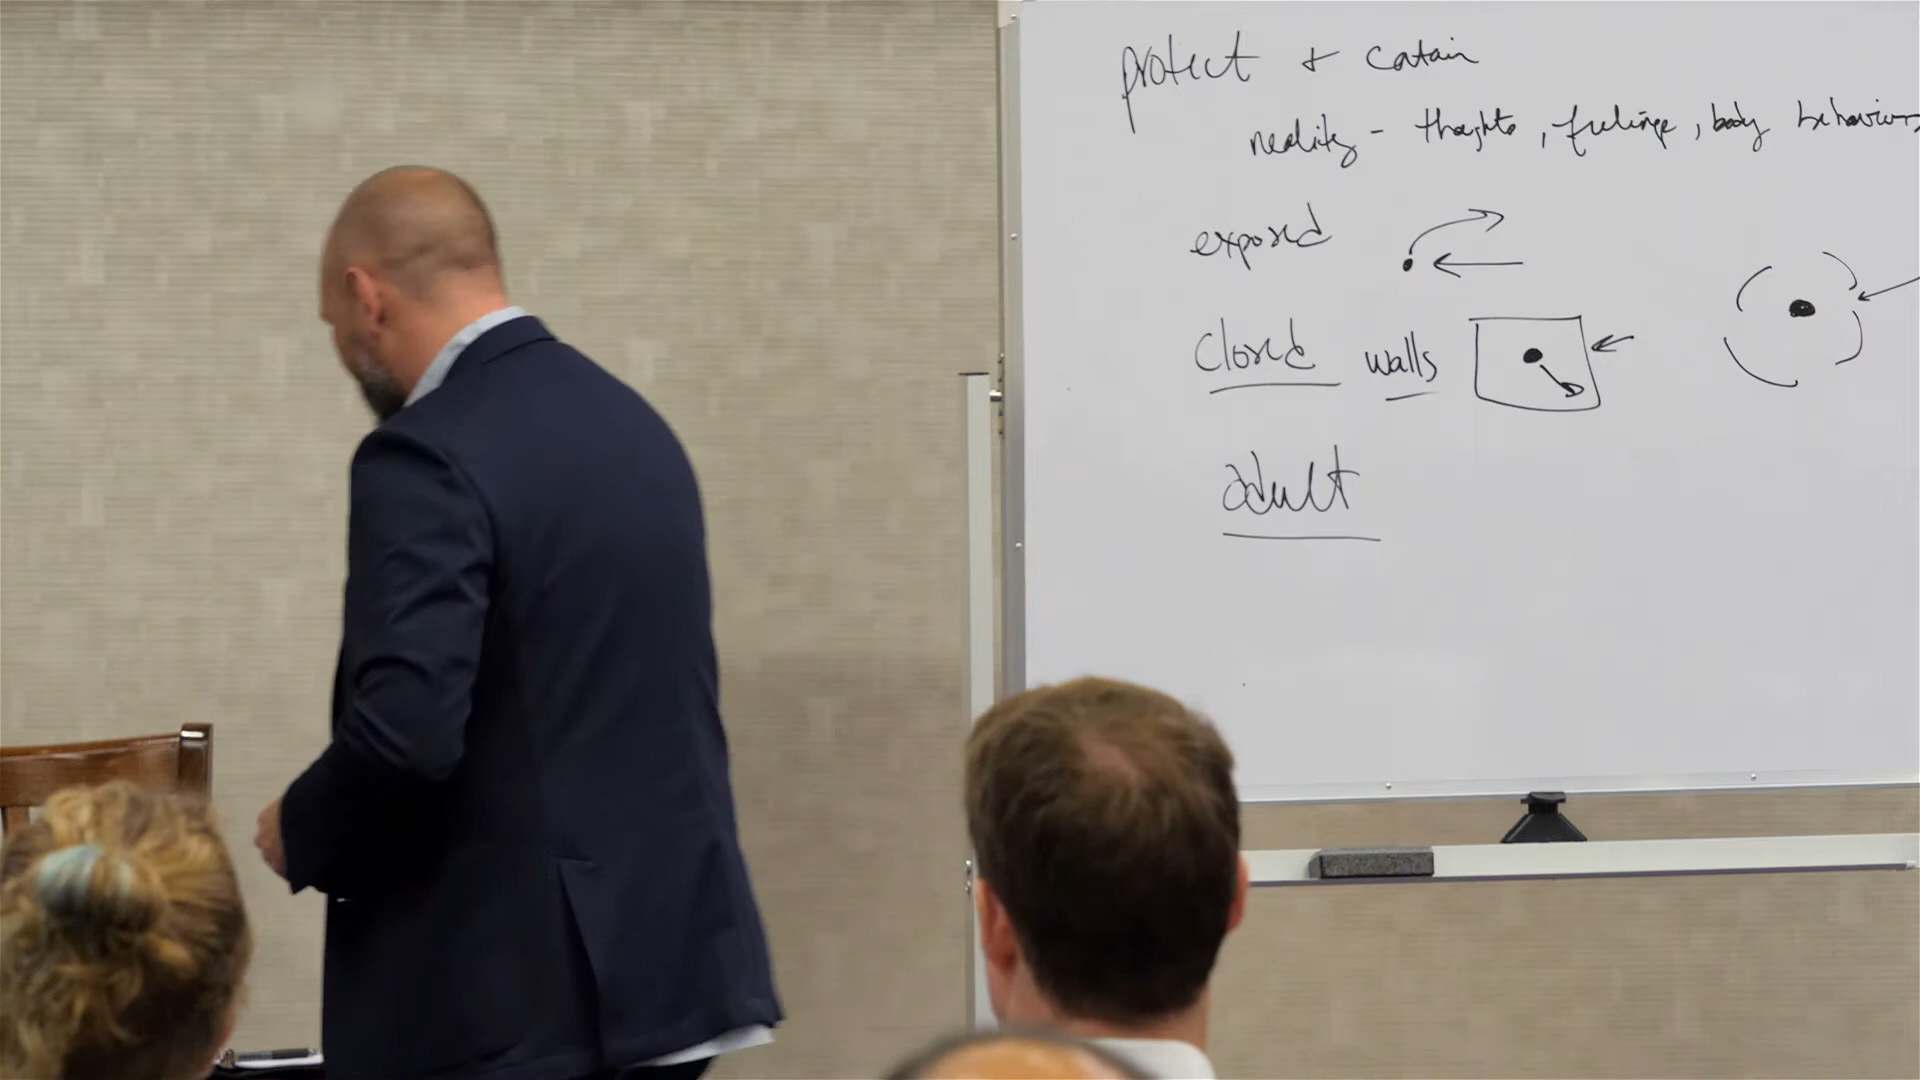 protect + contain
reality - thoughts, feelings, body behaviors
exposed
closed walls
adult